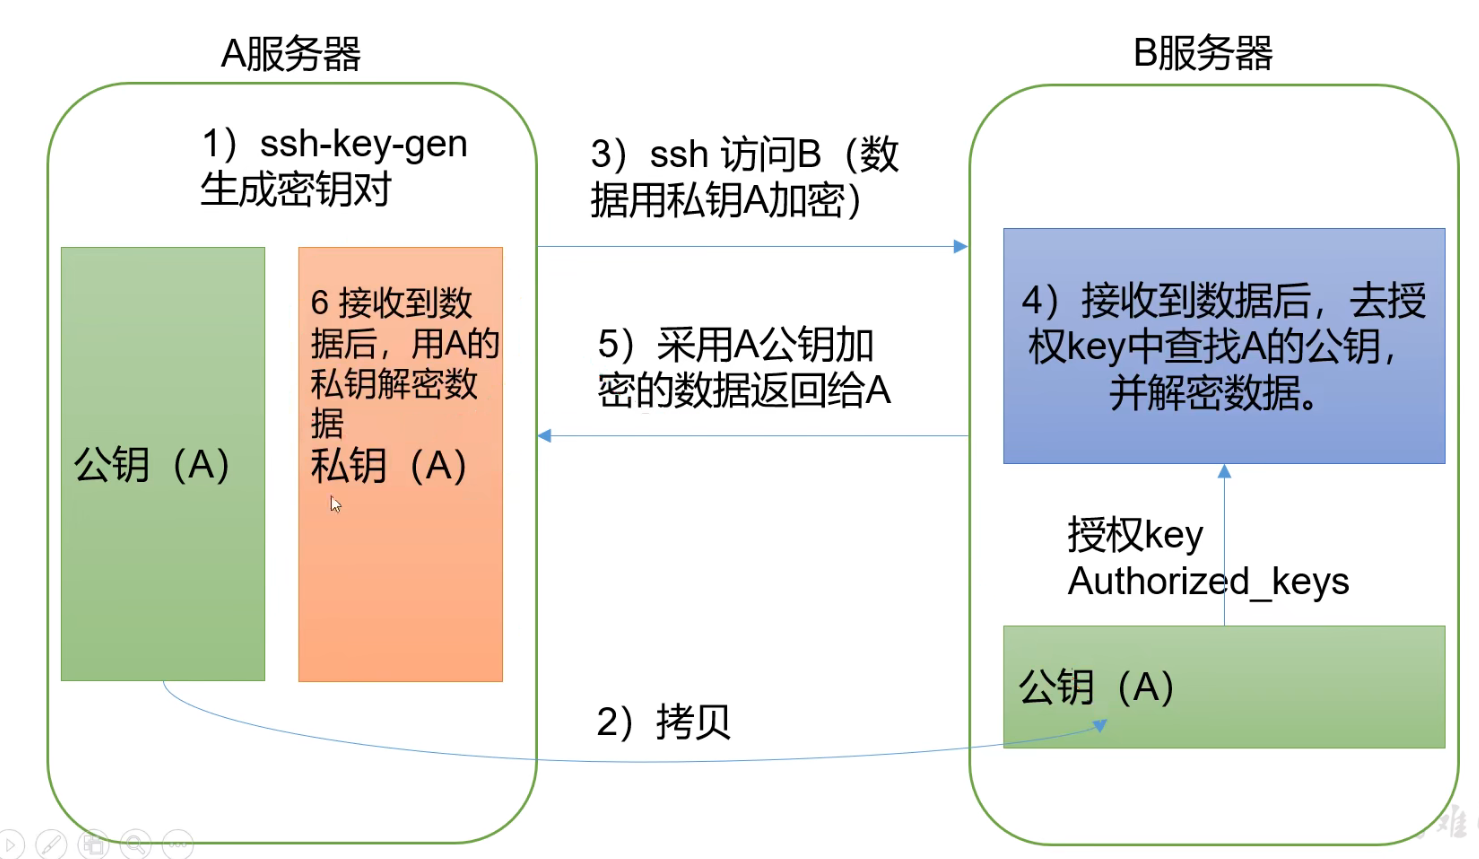 A服务器
B服务器
1）ssh-key-gen
生成密钥对
3）ssh 访问B（数
据用私钥A加密）
6 接收到数
据后，用A的
私钥解密数
据
私钥（A）
公钥（A）
5）采用A公钥加
密的数据返回给A
4）接收到数据后，去授
权key中查找A的公钥，
并解密数据。
授权key
Authorized_keys
公钥（A）
2）拷贝
难